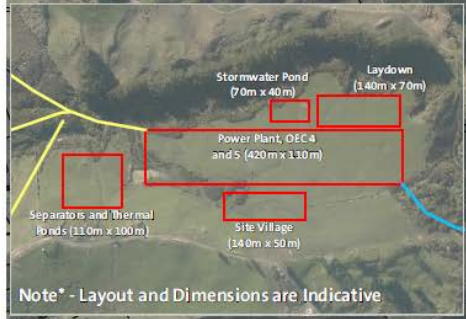 Stormwater Pond
(70m x 40m)
Laydown
(140m x 70m)
Power Plant, OEC 4
and 5 (420m x 110m)
Separators and Thermal
Ponds (110m x 100m)
Site Village
(140m x 50m)
Note* - Layout and Dimensions are Indicative